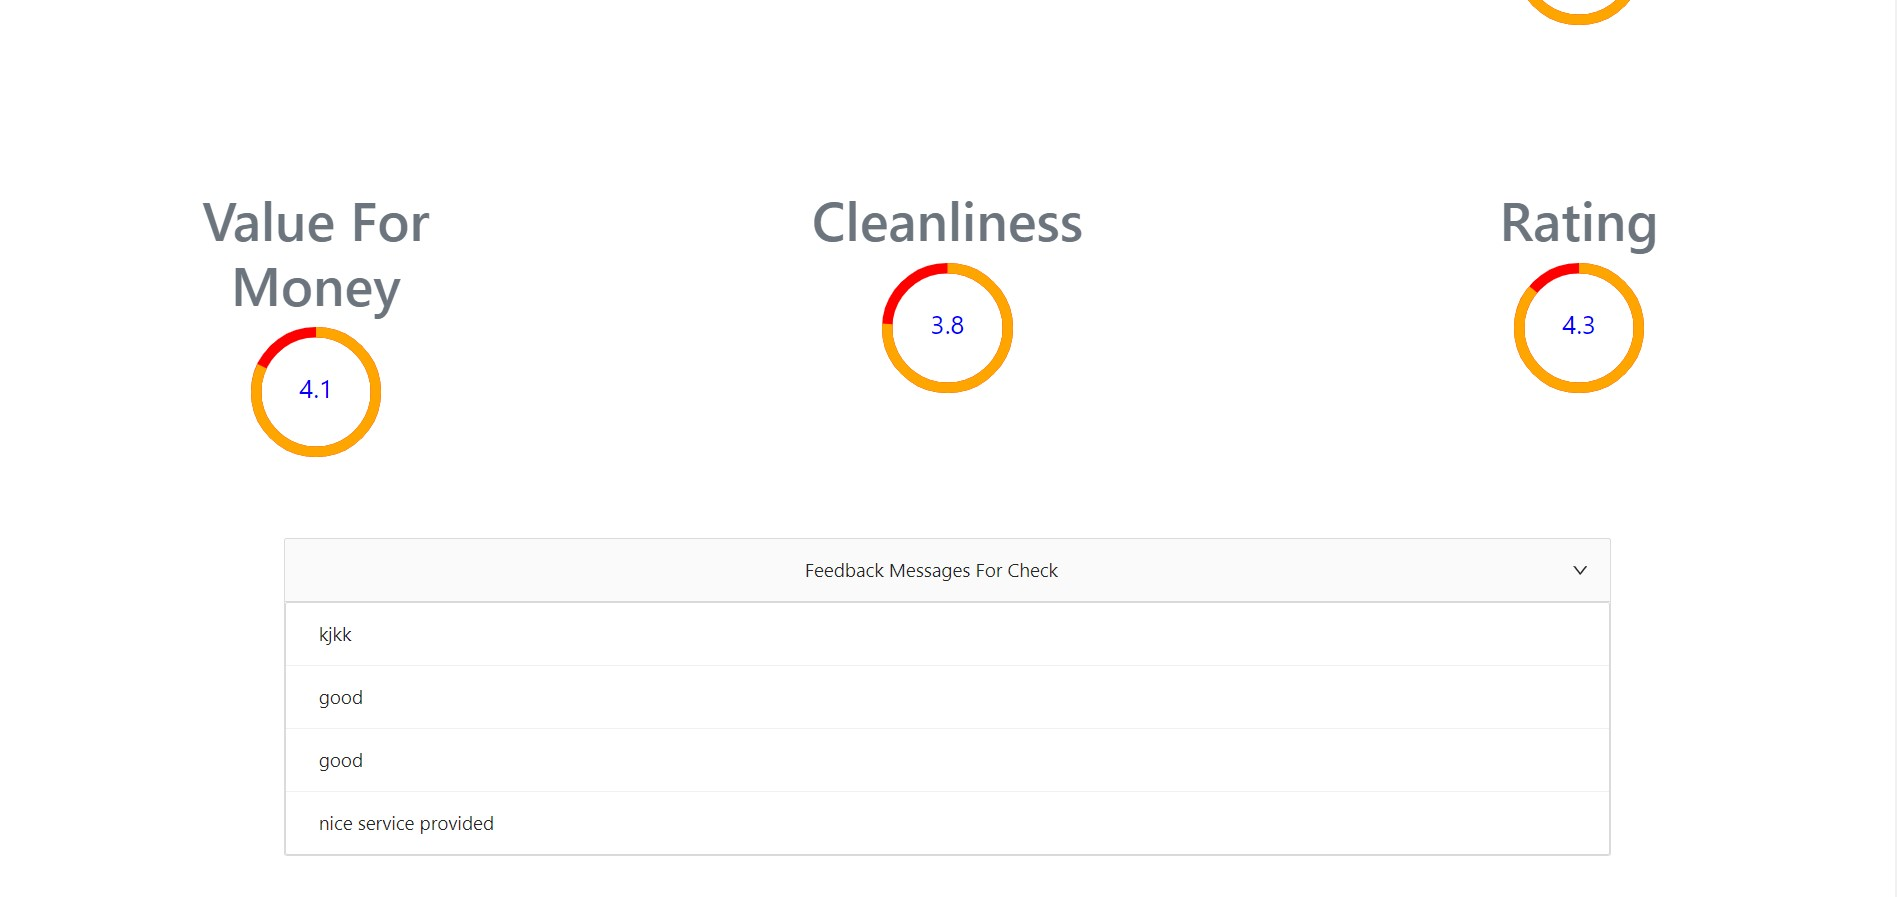 Value For
Money
4.1
Cleanliness
3.8
Rating
4.3
Feedback Messages For Check
kjkk
good
good
nice service provided